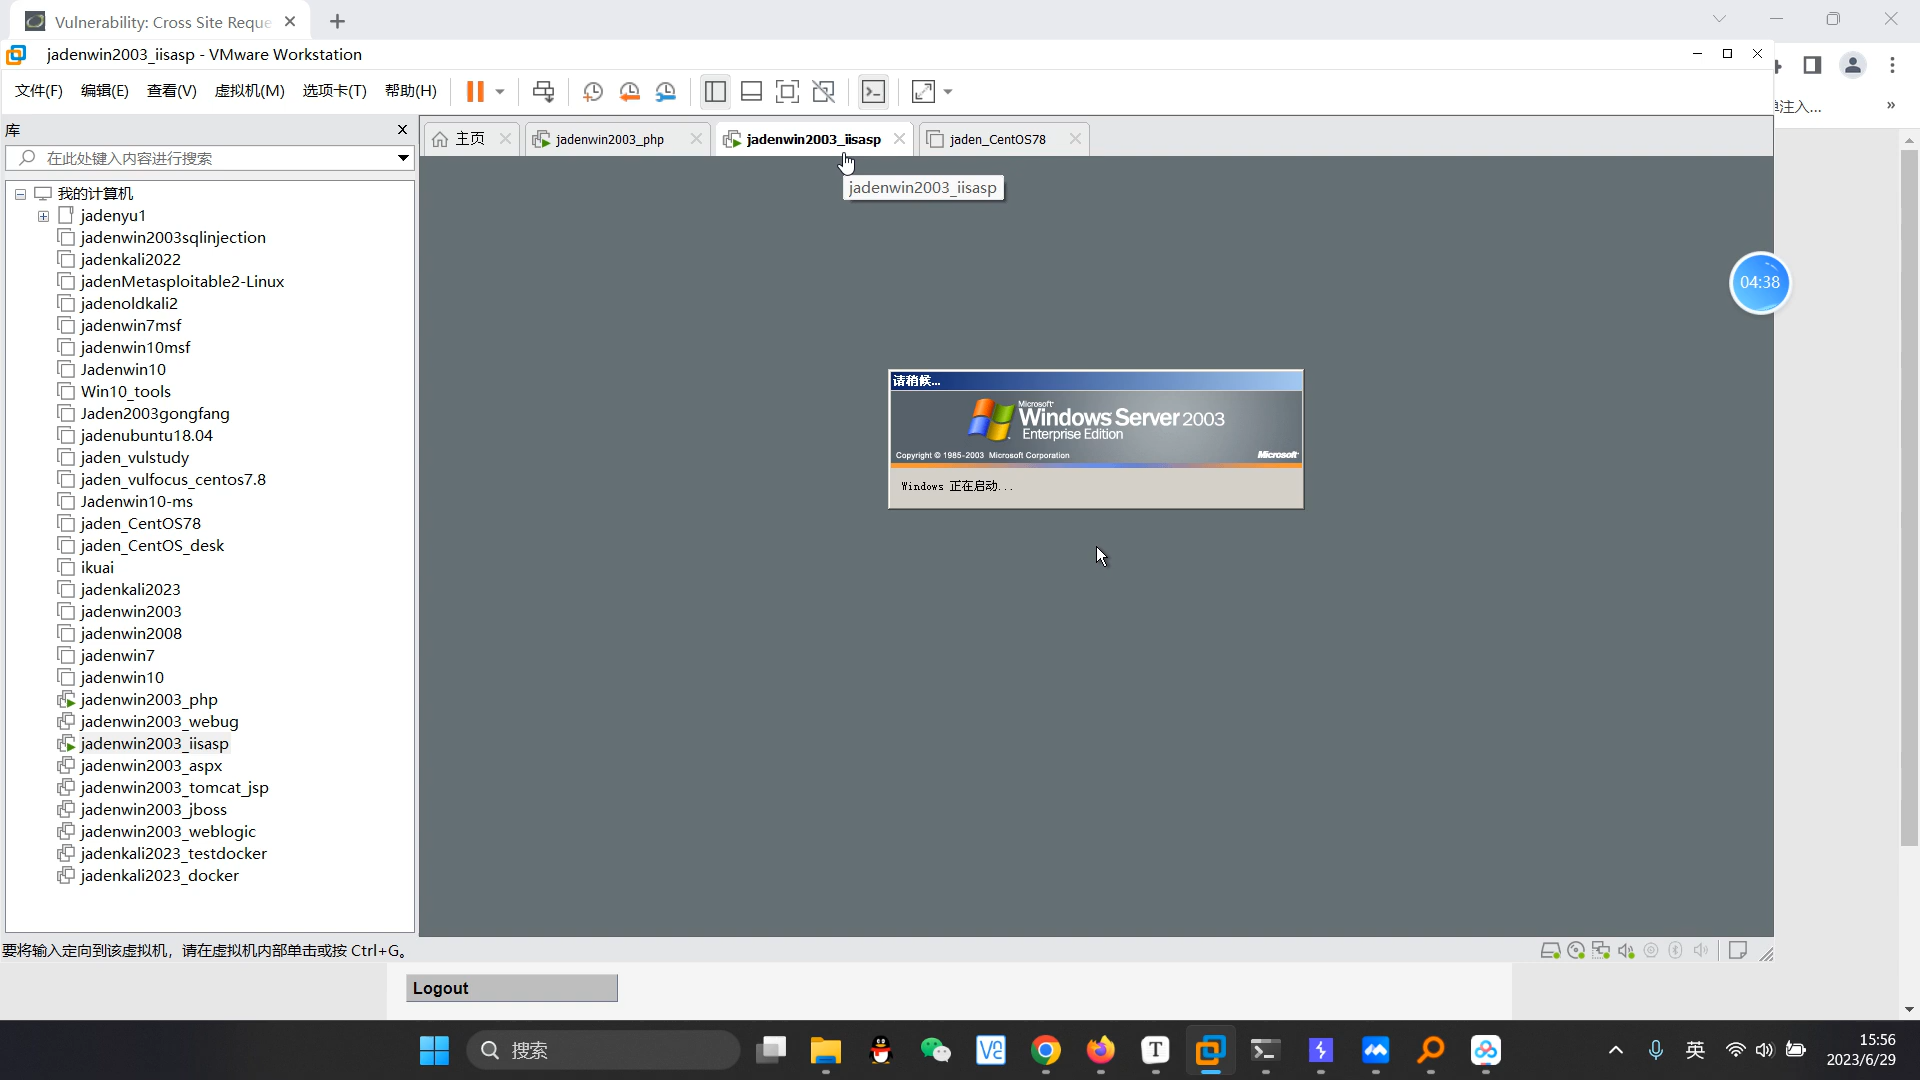 Vulnerability: Cross Site Reque
jadenwin2003_iisasp - VMware Workstation
文件(F) 编辑(E) 查看(V) 虚拟机(M) 选项卡(T) 帮助(H)
注入...
库
主页 jadenwin2003_php jadenwin2003_iisasp jaden_CentOS78
在此处键入内容进行搜索
jadenwin2003_iisasp
我的计算机
jadenyu1
jadenwin2003sqlinjection
jadenkali2022
jadenMetasploitable2-Linux
jadenoldkali2
jadenwin7msf
jadenwin10msf
Jadenwin10
Win10_tools
Jaden2003gongfang
jadenubuntu18.04
jaden_vulstudy
jaden_vulfocus_centos7.8
Jadenwin10-ms
jaden_CentOS78
jaden_CentOS_desk
ikuai
jadenkali2023
jadenwin2003
jadenwin2008
jadenwin7
jadenwin10
jadenwin2003_php
jadenwin2003_webug
jadenwin2003_iisasp
jadenwin2003_aspx
jadenwin2003_tomcat_jsp
jadenwin2003_jboss
jadenwin2003_weblogic
jadenkali2023_testdocker
jadenkali2023_docker
04:38
请稍候...
Microsoft
Windows Server 2003
Enterprise Edition
Copyright © 1985-2003 Microsoft Corporation
Microsoft
Windows 正在启动...
要将输入定向到该虚拟机，请在虚拟机内部单击或按 Ctrl+G。
Logout
搜索
英
15:56
2023/6/29